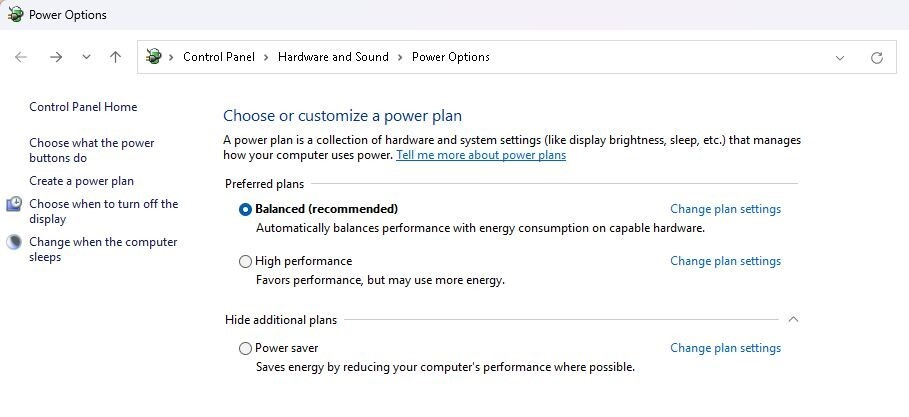 Power Options
Control Panel > Hardware and Sound > Power Options
Control Panel Home
Choose what the power
buttons do
Create a power plan
Choose when to turn off the
display
Change when the computer
sleeps
Choose or customize a power plan
A power plan is a collection of hardware and system settings (like display brightness, sleep, etc.) that manages
how your computer uses power. Tell me more about power plans
Preferred plans
Balanced (recommended) Change plan settings
Automatically balances performance with energy consumption on capable hardware.
High performance Change plan settings
Favors performance, but may use more energy.
Hide additional plans
Power saver Change plan settings
Saves energy by reducing your computer's performance where possible.